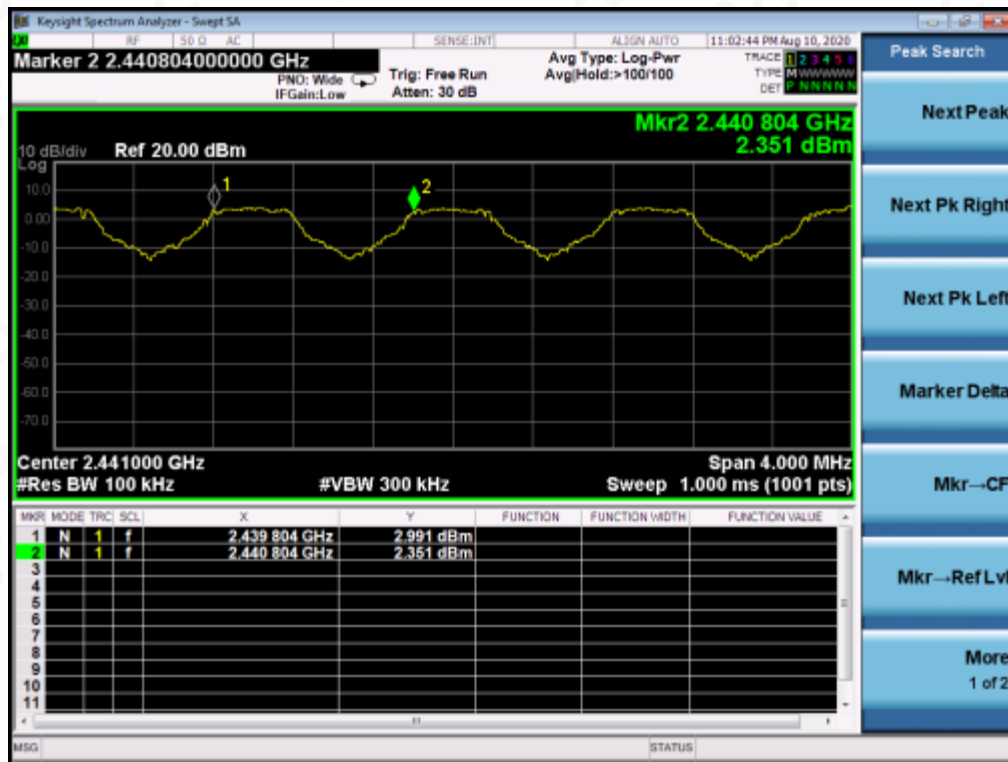 Keysight Spectrum Analyzer - Swept SA
RF 50 Ω AC SENSE:INT ALIGN AUTO 11:02:44 PM Aug 10, 2020
Marker 2 2.440804000000 GHz
PNO: Wide
IFGain:Low
Trig: Free Run
Atten: 30 dB
Avg Type: Log-Pwr
Avg|Hold:>100/100
TRACE 1 2 3 4 5 6
TYPE M WWWWW
DET P N N N N N
Peak Search
Next Peak
Next Pk Right
Next Pk Left
Marker Delta
Mkr→CF
Mkr→Ref Lvl
More
1 of 2
Mkr2 2.440 804 GHz
2.351 dBm
10 dB/div Ref 20.00 dBm
Log
10.0
0.00
-10.0
-20.0
-30.0
-40.0
-50.0
-60.0
-70.0
1
2
Center 2.441000 GHz Span 4.000 MHz
#Res BW 100 kHz #VBW 300 kHz Sweep 1.000 ms (1001 pts)
MKR MODE TRC SCL X Y FUNCTION FUNCTION WIDTH FUNCTION VALUE
1 N 1 f 2.439 804 GHz 2.991 dBm
2 N 1 f 2.440 804 GHz 2.351 dBm
3
4
5
6
7
8
9
10
11
MSG STATUS